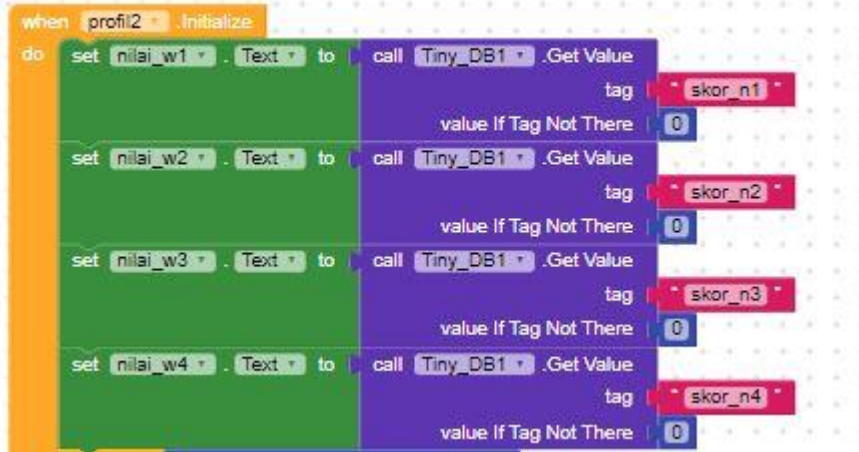 when profil2 .Initialize
do set nilai_w1 . Text to call Tiny_DB1 .Get Value
tag " skor_n1 "
value If Tag Not There 0
set nilai_w2 . Text to call Tiny_DB1 .Get Value
tag " skor_n2 "
value If Tag Not There 0
set nilai_w3 . Text to call Tiny_DB1 .Get Value
tag " skor_n3 "
value If Tag Not There 0
set nilai_w4 . Text to call Tiny_DB1 .Get Value
tag " skor_n4 "
value If Tag Not There 0